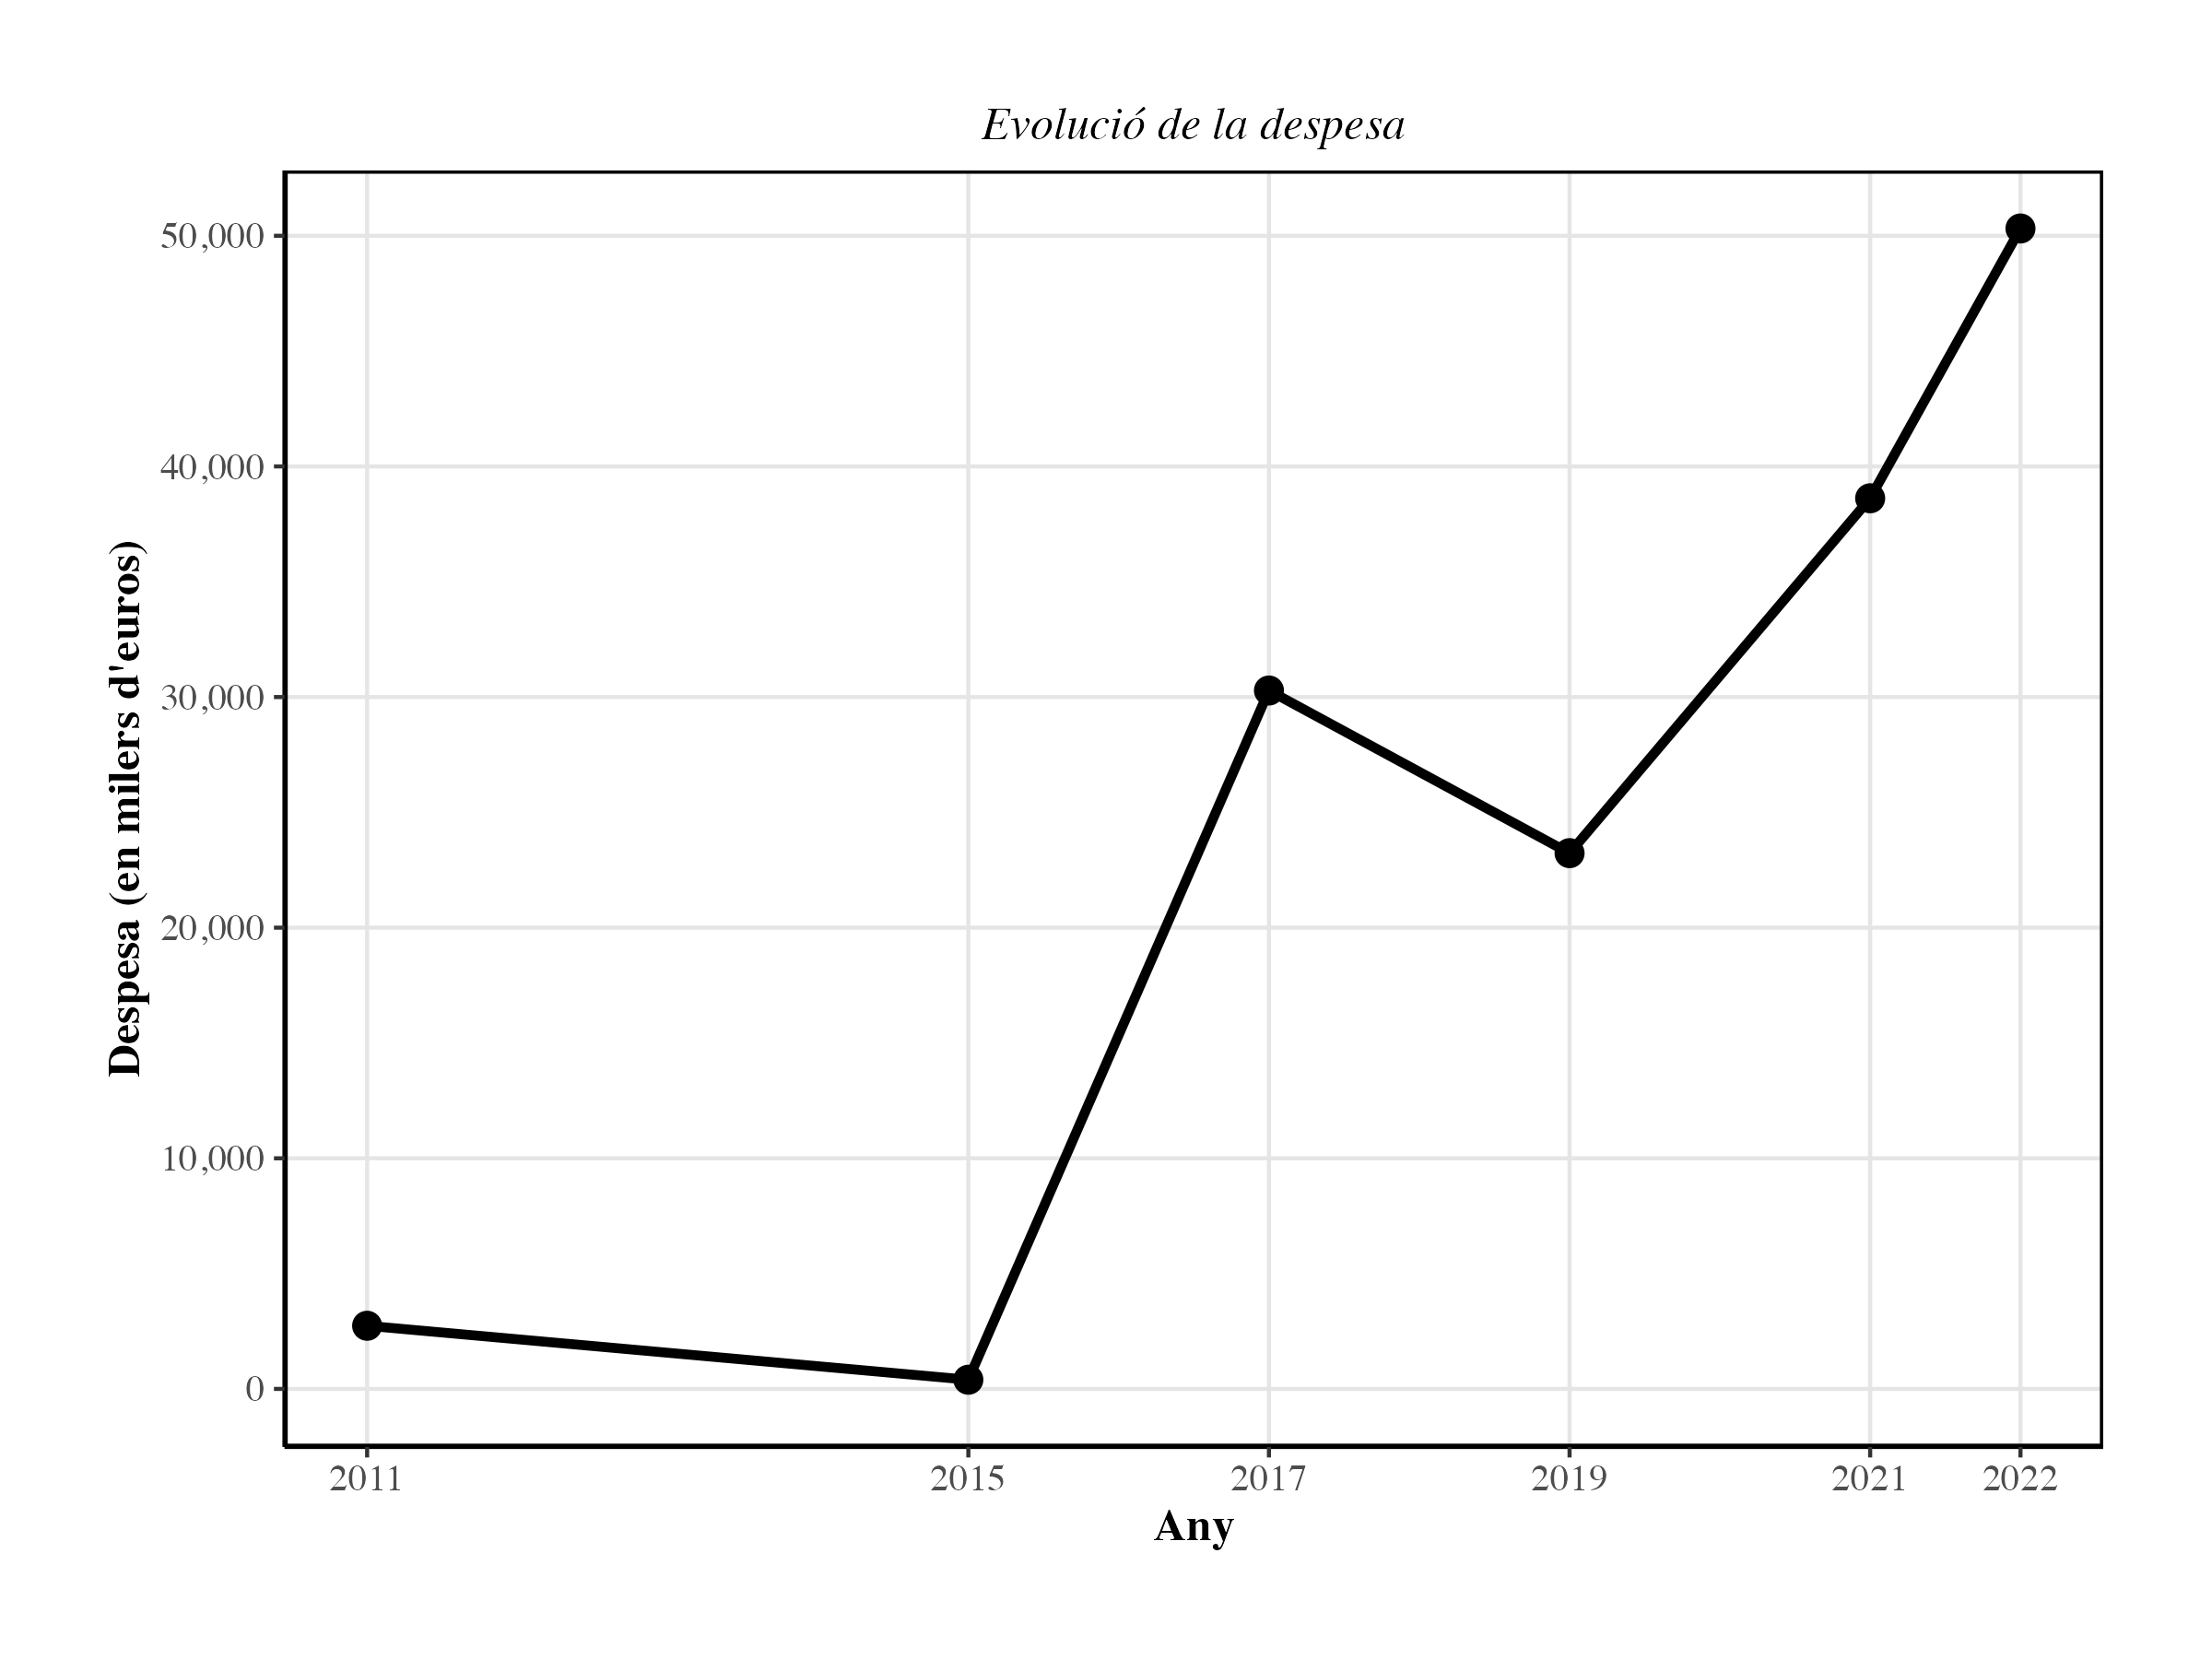 Evolució de la despesa
Despesa (en milers d'euros)
50,000
40,000
30,000
20,000
10,000
0
2011 2015 2017 2019 2021 2022
Any